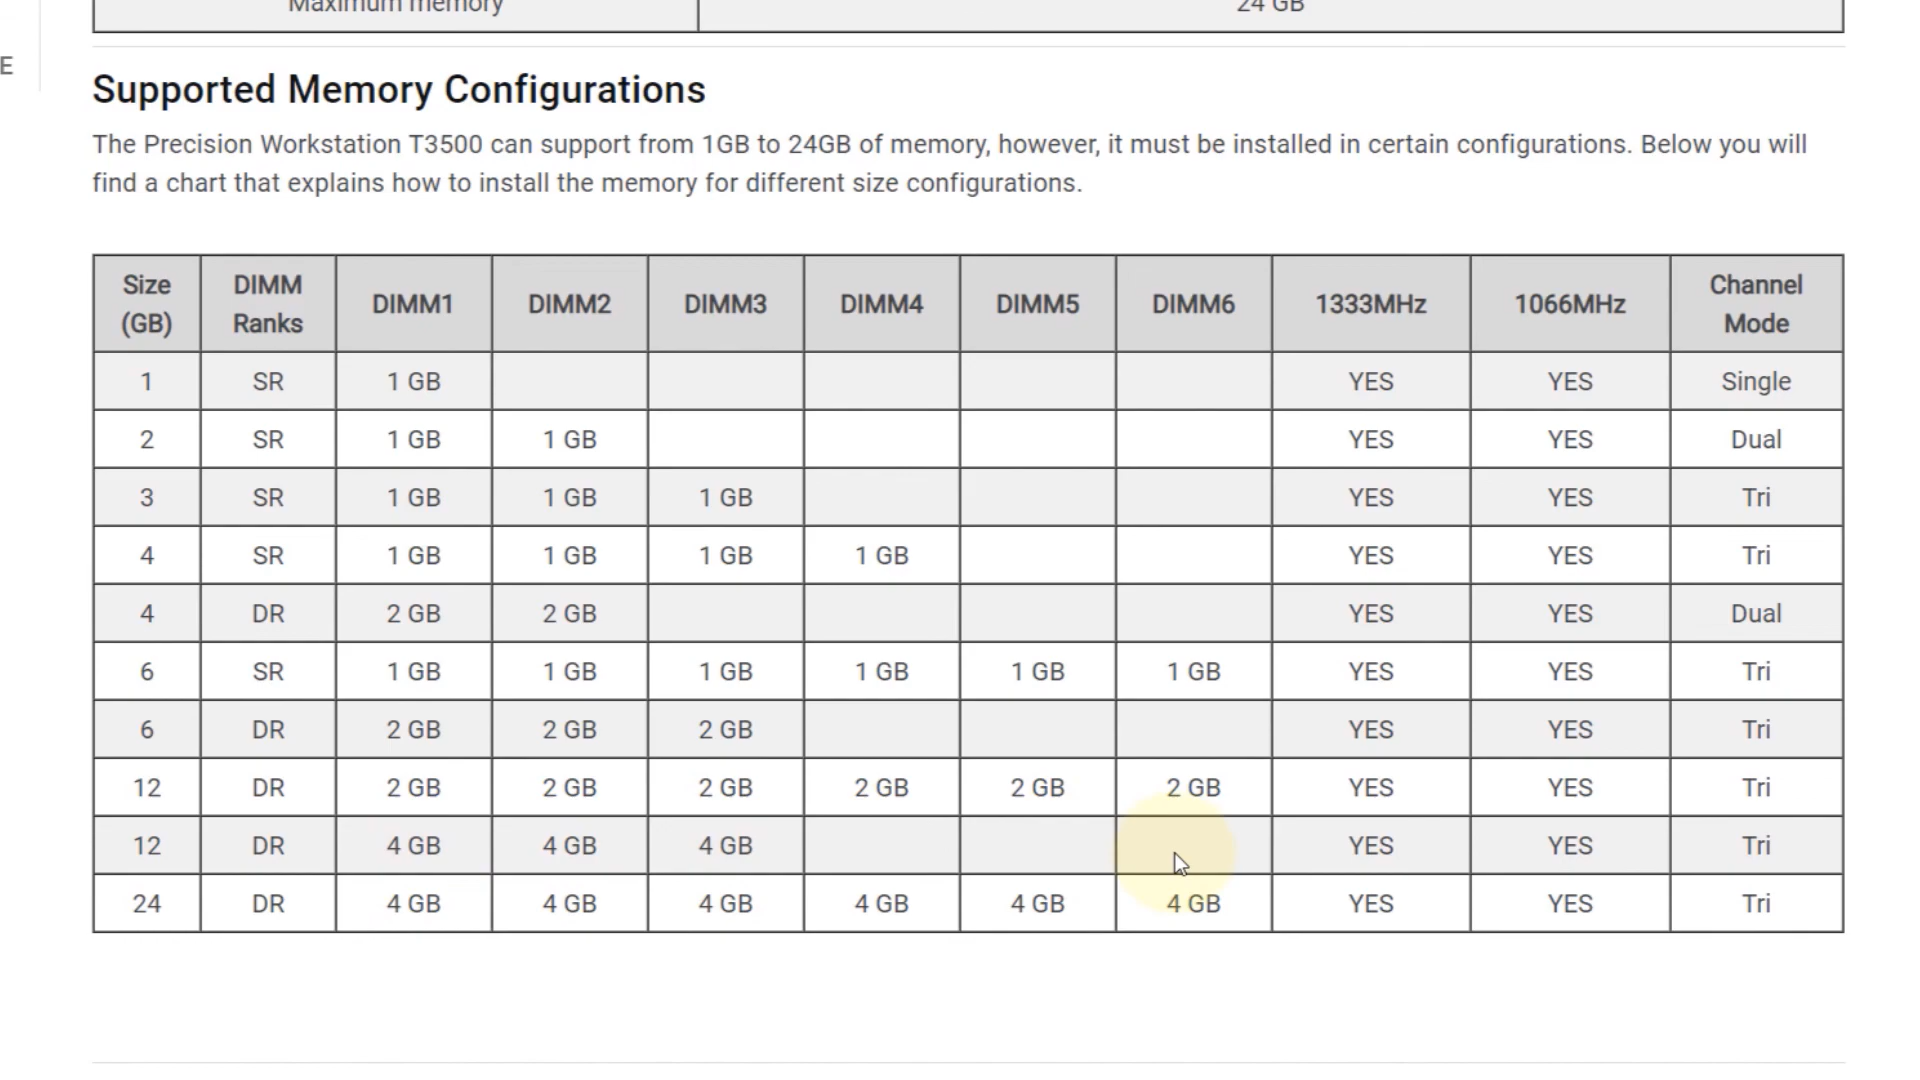 Maximum memory 24 GB
E
Supported Memory Configurations
The Precision Workstation T3500 can support from 1GB to 24GB of memory, however, it must be installed in certain configurations. Below you will
find a chart that explains how to install the memory for different size configurations.
Size (GB) DIMM Ranks DIMM1 DIMM2 DIMM3 DIMM4 DIMM5 DIMM6 1333MHz 1066MHz Channel Mode
1 SR 1 GB YES YES Single
2 SR 1 GB 1 GB YES YES Dual
3 SR 1 GB 1 GB 1 GB YES YES Tri
4 SR 1 GB 1 GB 1 GB 1 GB YES YES Tri
4 DR 2 GB 2 GB YES YES Dual
6 SR 1 GB 1 GB 1 GB 1 GB 1 GB 1 GB YES YES Tri
6 DR 2 GB 2 GB 2 GB YES YES Tri
12 DR 2 GB 2 GB 2 GB 2 GB 2 GB 2 GB YES YES Tri
12 DR 4 GB 4 GB 4 GB YES YES Tri
24 DR 4 GB 4 GB 4 GB 4 GB 4 GB 4 GB YES YES Tri